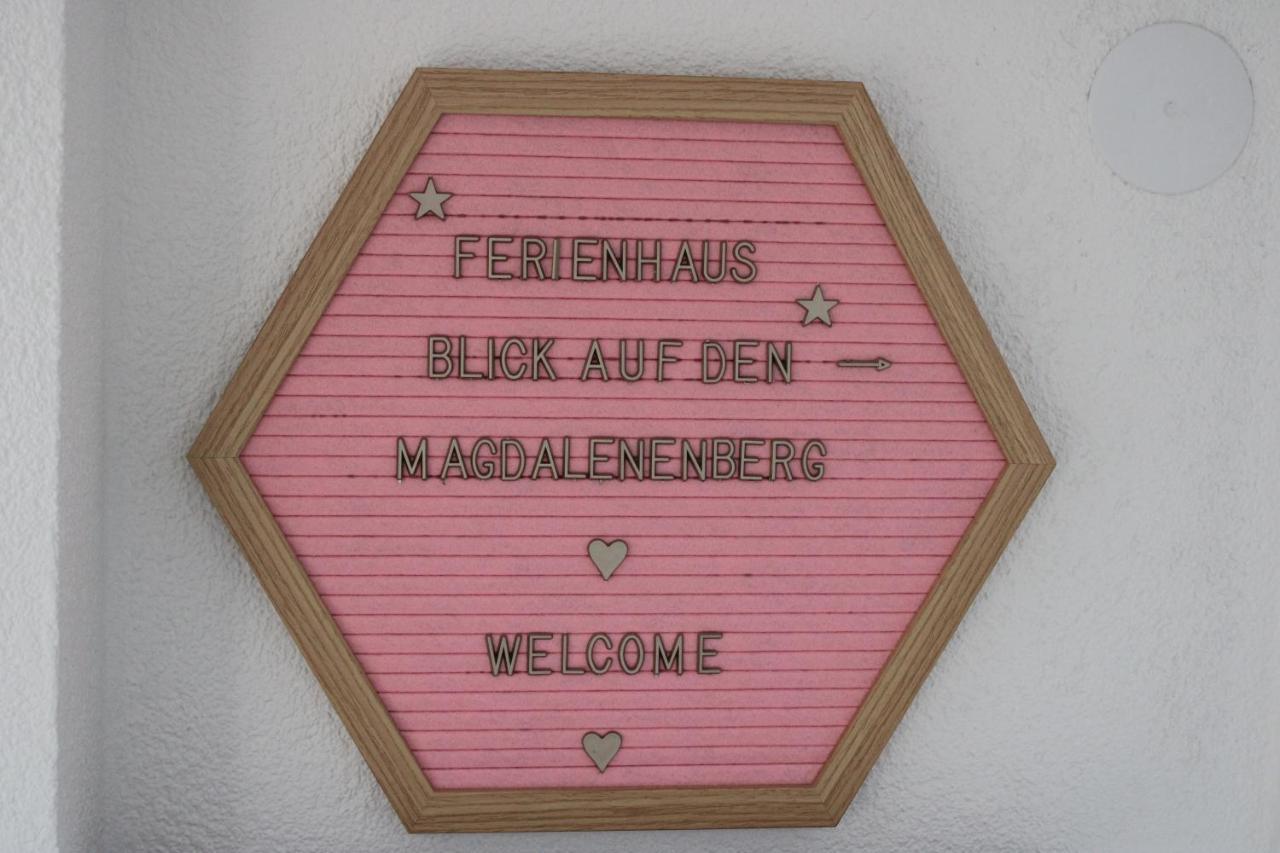 FERIENHAUS
BLICK AUF DEN
MAGDALENENBERG
WELCOME